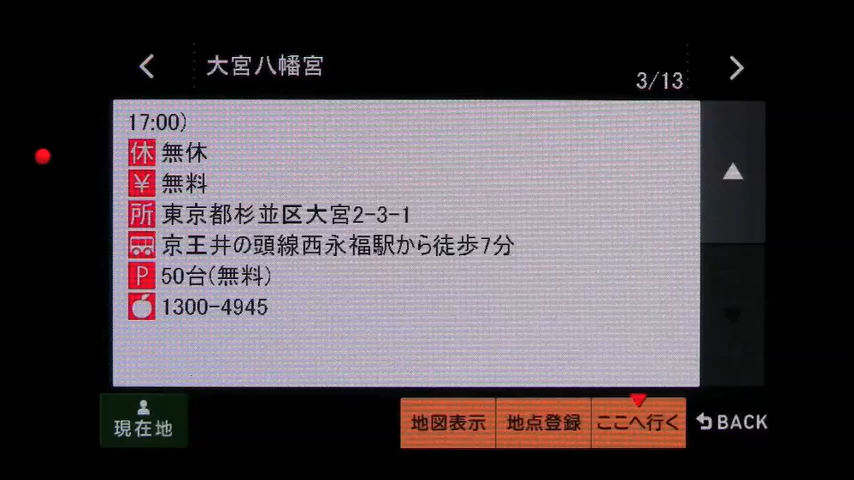 大宮八幡宮
3/13
17:00)
休 無休
¥ 無料
所 東京都杉並区大宮2-3-1
京王井の頭線西永福駅から徒歩7分
P 50台(無料)
1300-4945
現在地
地図表示 地点登録 ここへ行く BACK